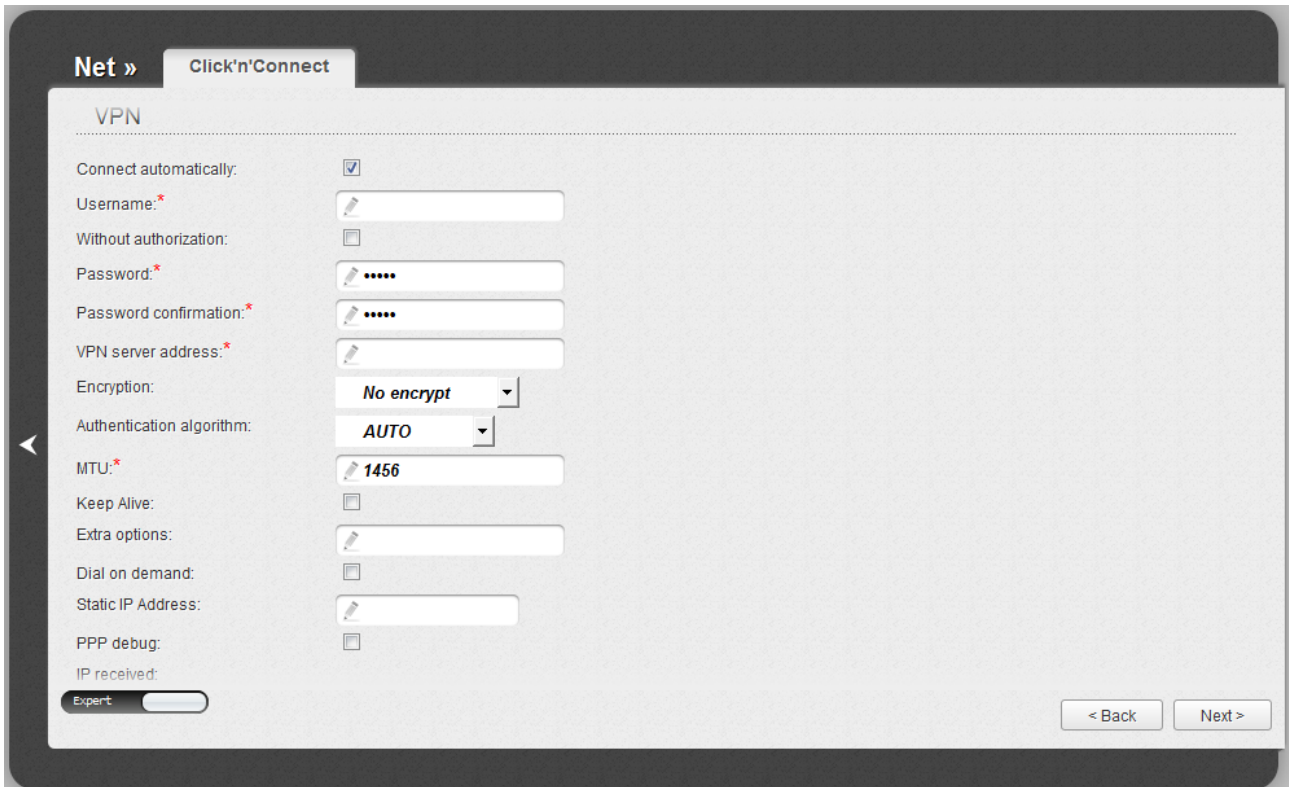 Net » Click'n'Connect
VPN
Connect automatically:
Username:*
Without authorization:
Password:* •••••
Password confirmation:* •••••
VPN server address:*
Encryption: No encrypt
Authentication algorithm: AUTO
MTU:* 1456
Keep Alive:
Extra options:
Dial on demand:
Static IP Address:
PPP debug:
IP received:
Expert
< Back Next >